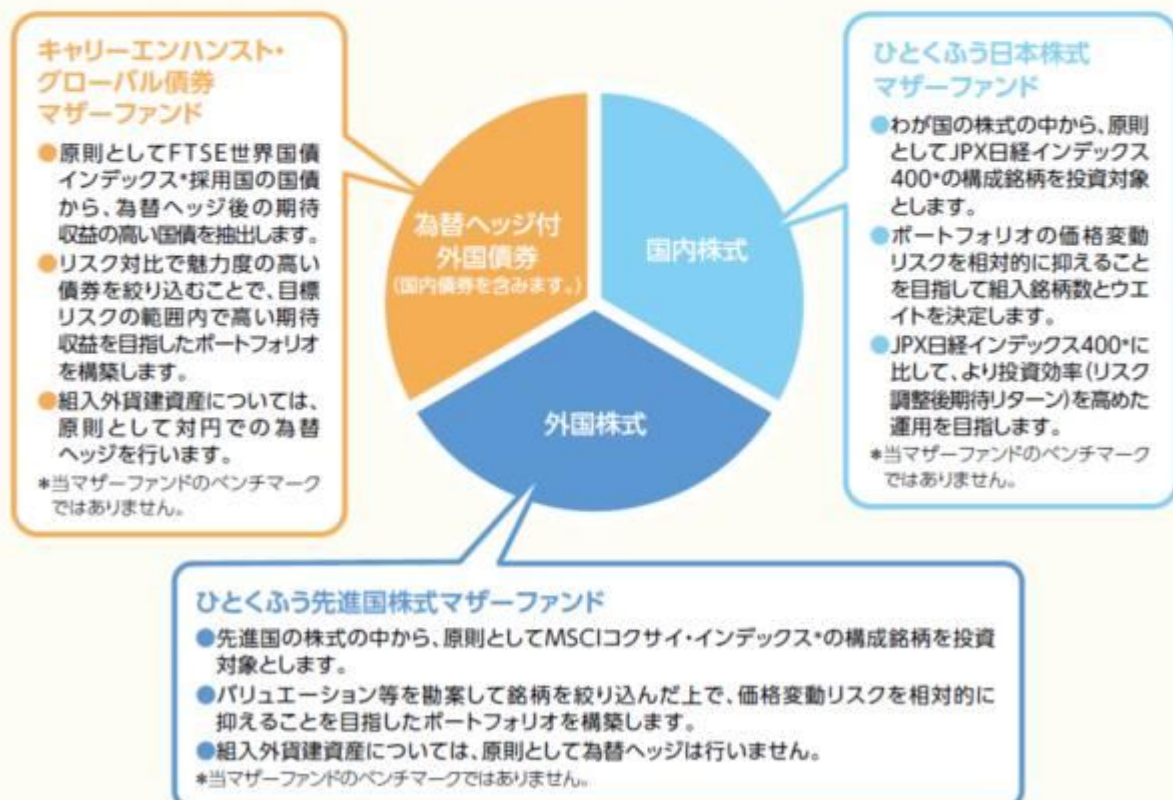 キャリーエンハンスト・
グローバル債券
マザーファンド
●原則としてFTSE世界国債
インデックス*採用国の国債
から、為替ヘッジ後の期待
収益の高い国債を抽出します。
●リスク対比で魅力度の高い
債券を絞り込むことで、目標
リスクの範囲内で高い期待
収益を目指したポートフォリオ
を構築します。
●組入外貨建資産については、
原則として対円での為替
ヘッジを行います。
*当マザーファンドのベンチマーク
ではありません。
為替ヘッジ付
外国債券
(国内債券を含みます。)
国内株式
外国株式
ひとくふう日本株式
マザーファンド
●わが国の株式の中から、原則
としてJPX日経インデックス
400*の構成銘柄を投資対象
とします。
●ポートフォリオの価格変動
リスクを相対的に抑えること
を目指して組入銘柄数とウエ
イトを決定します。
●JPX日経インデックス400*に
比して、より投資効率(リスク
調整後期待リターン)を高めた
運用を目指します。
*当マザーファンドのベンチマーク
ではありません。
ひとくふう先進国株式マザーファンド
●先進国の株式の中から、原則としてMSCIコクサイ・インデックス*の構成銘柄を投資
対象とします。
●バリュエーション等を勘案して銘柄を絞り込んだ上で、価格変動リスクを相対的に
抑えることを目指したポートフォリオを構築します。
●組入外貨建資産については、原則として為替ヘッジは行いません。
*当マザーファンドのベンチマークではありません。